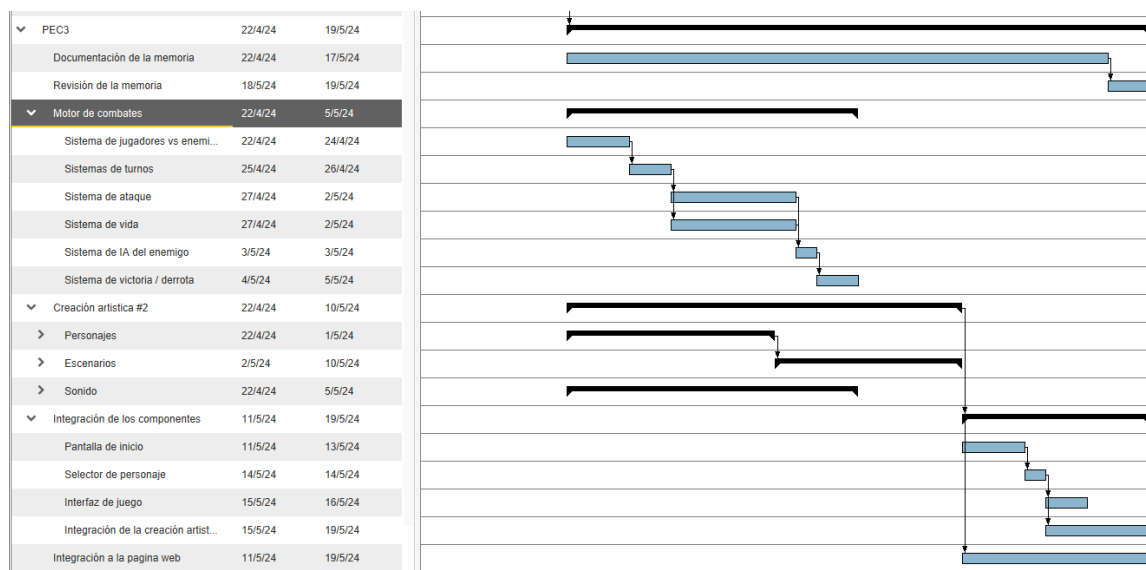 PEC3 22/4/24 19/5/24
Documentación de la memoria 22/4/24 17/5/24
Revisión de la memoria 18/5/24 19/5/24
Motor de combates 22/4/24 5/5/24
Sistema de jugadores vs enemi... 22/4/24 24/4/24
Sistemas de turnos 25/4/24 26/4/24
Sistema de ataque 27/4/24 2/5/24
Sistema de vida 27/4/24 2/5/24
Sistema de IA del enemigo 3/5/24 3/5/24
Sistema de victoria / derrota 4/5/24 5/5/24
Creación artistica #2 22/4/24 10/5/24
Personajes 22/4/24 1/5/24
Escenarios 2/5/24 10/5/24
Sonido 22/4/24 5/5/24
Integración de los componentes 11/5/24 19/5/24
Pantalla de inicio 11/5/24 13/5/24
Selector de personaje 14/5/24 14/5/24
Interfaz de juego 15/5/24 16/5/24
Integración de la creación artist... 15/5/24 19/5/24
Integración a la pagina web 11/5/24 19/5/24